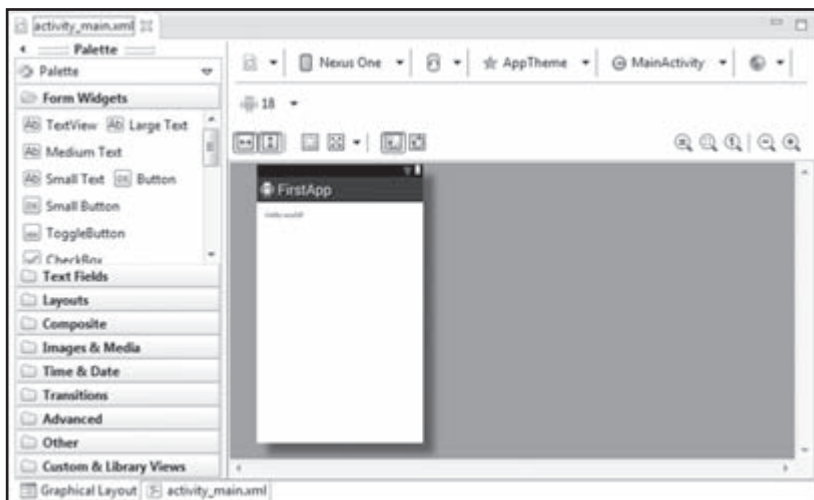 activity_main.xml
Palette
Palette
Form Widgets
TextView Large Text
Medium Text
Small Text Button
Small Button
ToggleButton
CheckBox
Text Fields
Layouts
Composite
Images & Media
Time & Date
Transitions
Advanced
Other
Custom & Library Views
Graphical Layout activity_main.xml
Nexus One AppTheme MainActivity
18
FirstApp
Hello world!